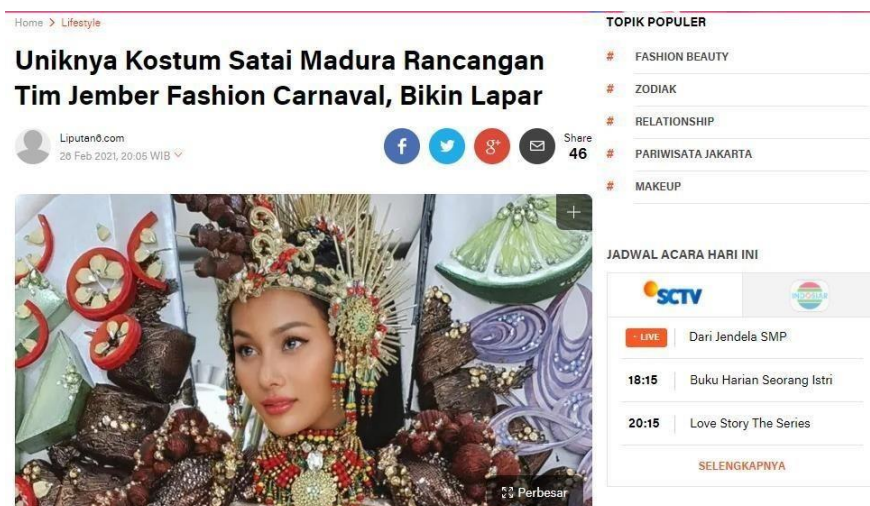 Home > Lifestyle
Uniknya Kostum Satai Madura Rancangan
Tim Jember Fashion Carnaval, Bikin Lapar
Liputan6.com
26 Feb 2021, 20:05 WIB
Share
46
Perbesar
TOPIK POPULER
# FASHION BEAUTY
# ZODIAK
# RELATIONSHIP
# PARIWISATA JAKARTA
# MAKEUP
JADWAL ACARA HARI INI
SCTV
INDOSIAR
• LIVE Dari Jendela SMP
18:15 Buku Harian Seorang Istri
20:15 Love Story The Series
SELENGKAPNYA